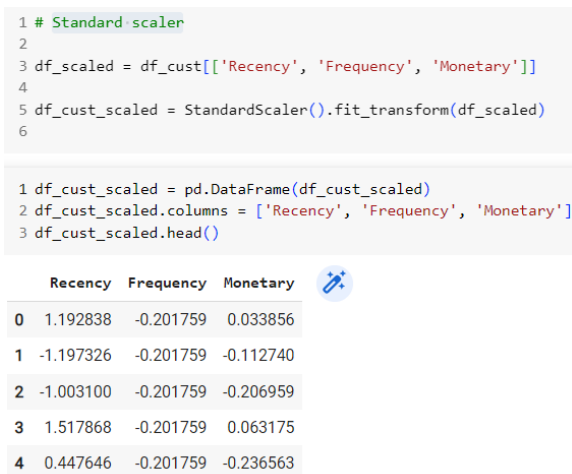 1 # Standard scaler
2
3 df_scaled = df_cust[['Recency', 'Frequency', 'Monetary']]
4
5 df_cust_scaled = StandardScaler().fit_transform(df_scaled)
6
1 df_cust_scaled = pd.DataFrame(df_cust_scaled)
2 df_cust_scaled.columns = ['Recency', 'Frequency', 'Monetary']
3 df_cust_scaled.head()
Recency Frequency Monetary
0 1.192838 -0.201759 0.033856
1 -1.197326 -0.201759 -0.112740
2 -1.003100 -0.201759 -0.206959
3 1.517868 -0.201759 0.063175
4 0.447646 -0.201759 -0.236563